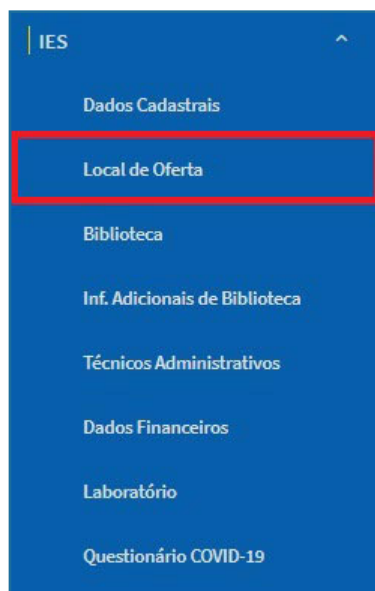 IES
Dados Cadastrais
Local de Oferta
Biblioteca
Inf. Adicionais de Biblioteca
Técnicos Administrativos
Dados Financeiros
Laboratório
Questionário COVID-19